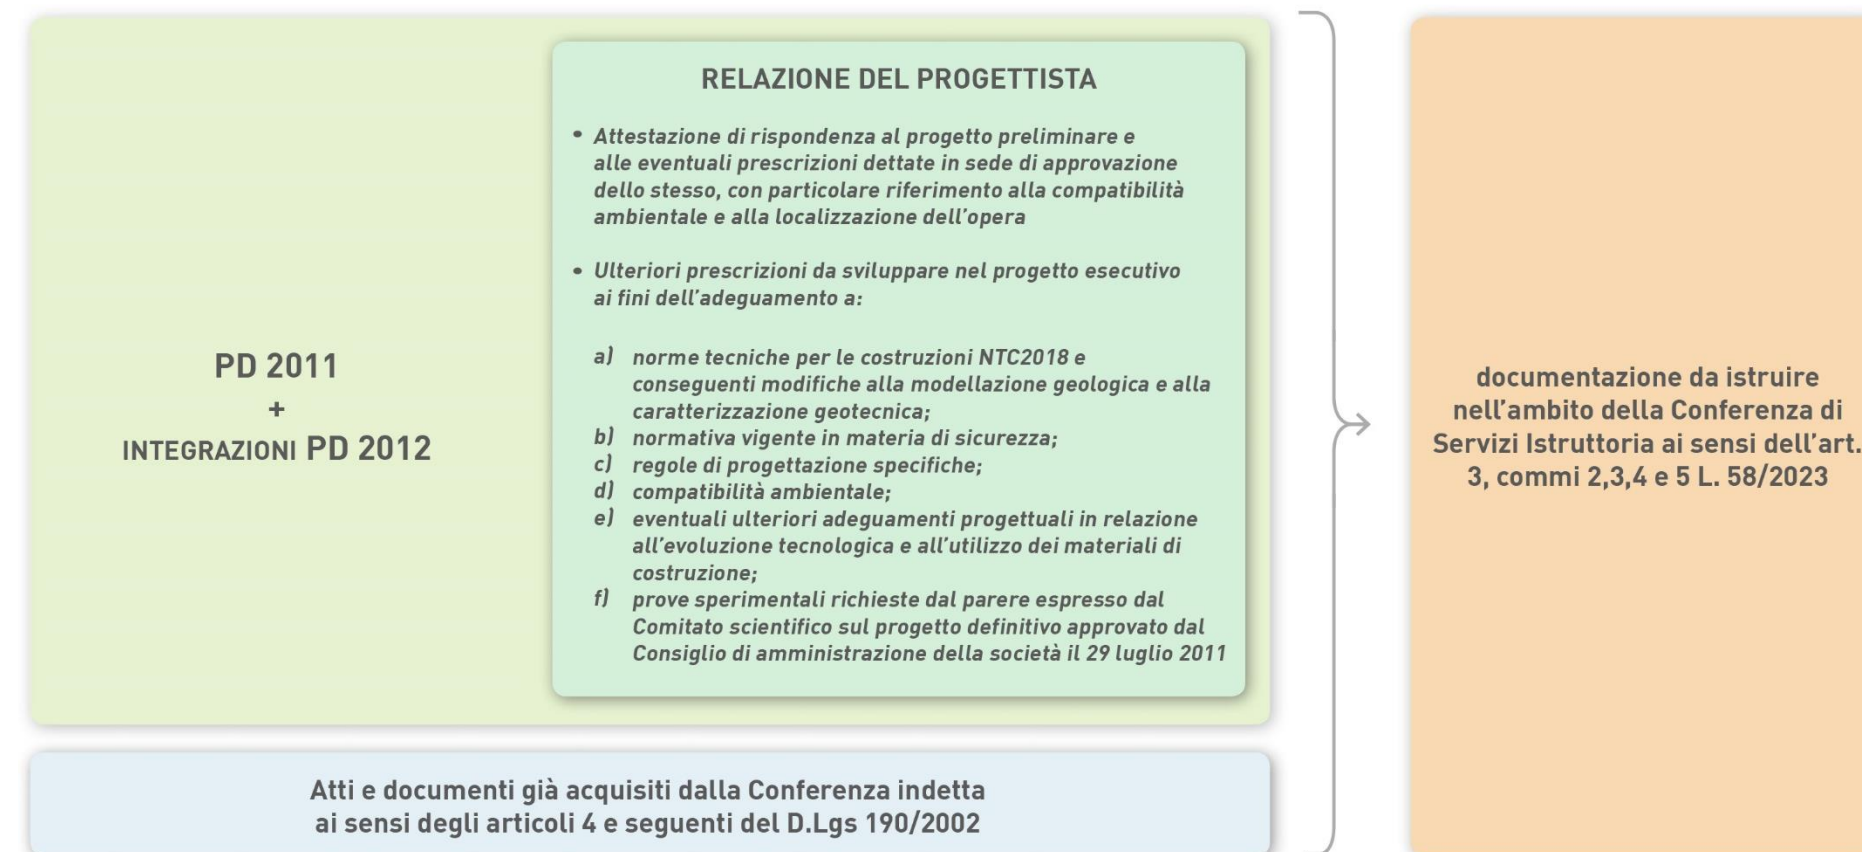 RELAZIONE DEL PROGETTISTA
• Attestazione di rispondenza al progetto preliminare e
alle eventuali prescrizioni dettate in sede di approvazione
dello stesso, con particolare riferimento alla compatibilità
ambientale e alla localizzazione dell'opera
• Ulteriori prescrizioni da sviluppare nel progetto esecutivo
ai fini dell'adeguamento a:
a) norme tecniche per le costruzioni NTC2018 e
conseguenti modifiche alla modellazione geologica e alla
caratterizzazione geotecnica;
b) normativa vigente in materia di sicurezza;
c) regole di progettazione specifiche;
d) compatibilità ambientale;
e) eventuali ulteriori adeguamenti progettuali in relazione
all'evoluzione tecnologica e all'utilizzo dei materiali di
costruzione;
f) prove sperimentali richieste dal parere espresso dal
Comitato scientifico sul progetto definitivo approvato dal
Consiglio di amministrazione della società il 29 luglio 2011
PD 2011
+
INTEGRAZIONI PD 2012
Atti e documenti già acquisiti dalla Conferenza indetta
ai sensi degli articoli 4 e seguenti del D.Lgs 190/2002
documentazione da istruire
nell'ambito della Conferenza di
Servizi Istruttoria ai sensi dell'art.
3, commi 2,3,4 e 5 L. 58/2023